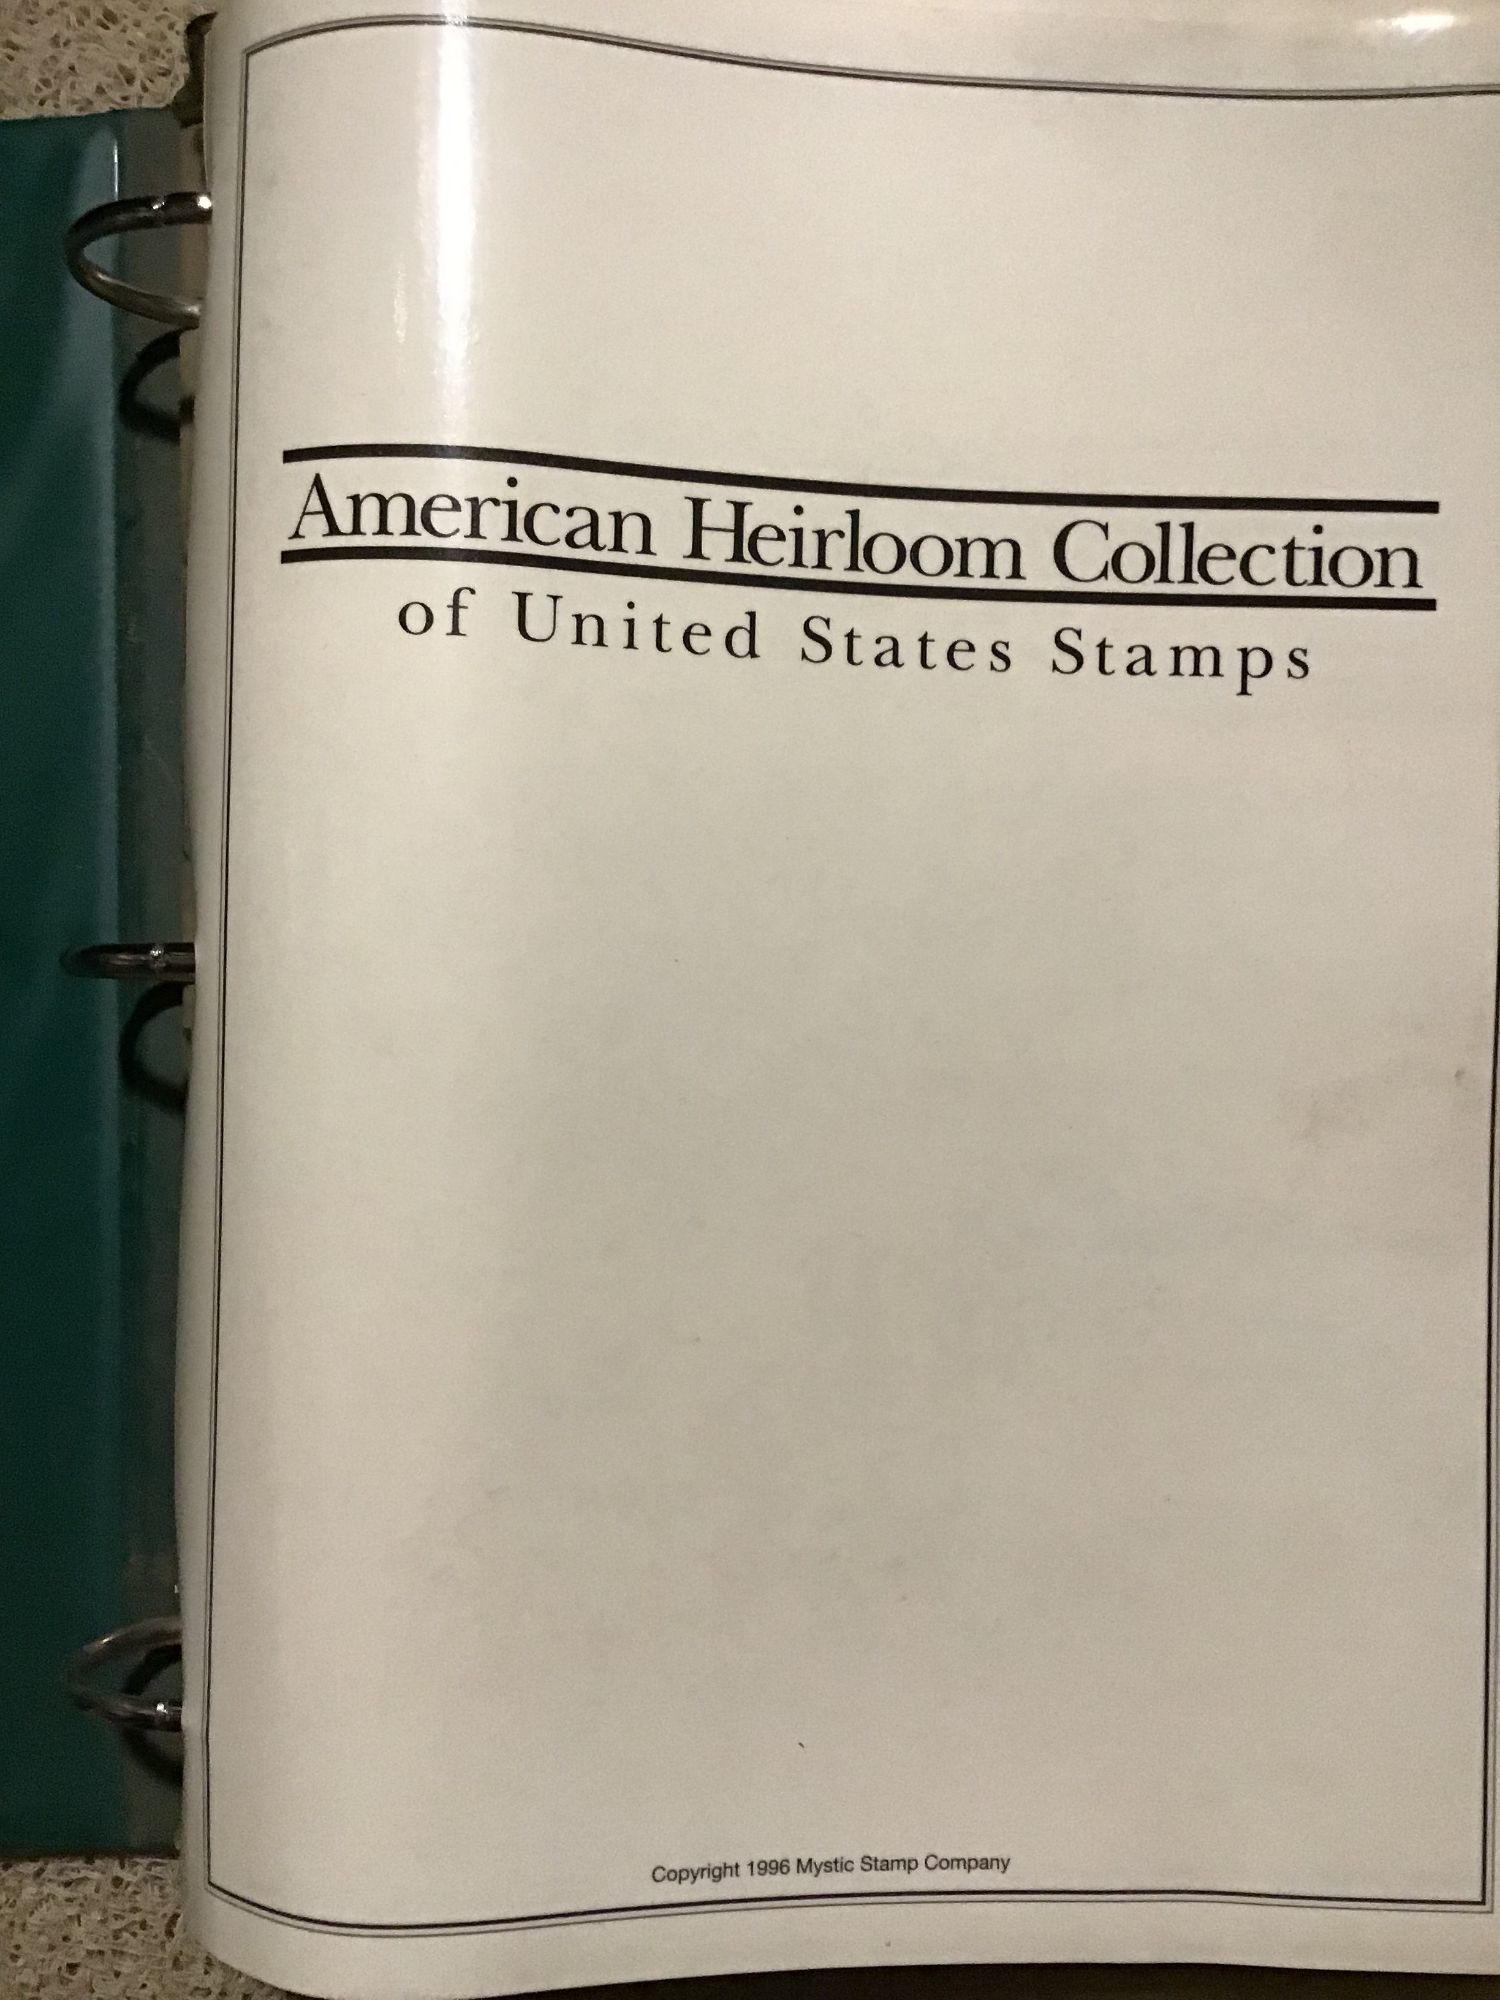 American Heirloom Collection
of United States Stamps
Copyright 1996 Mystic Stamp Company